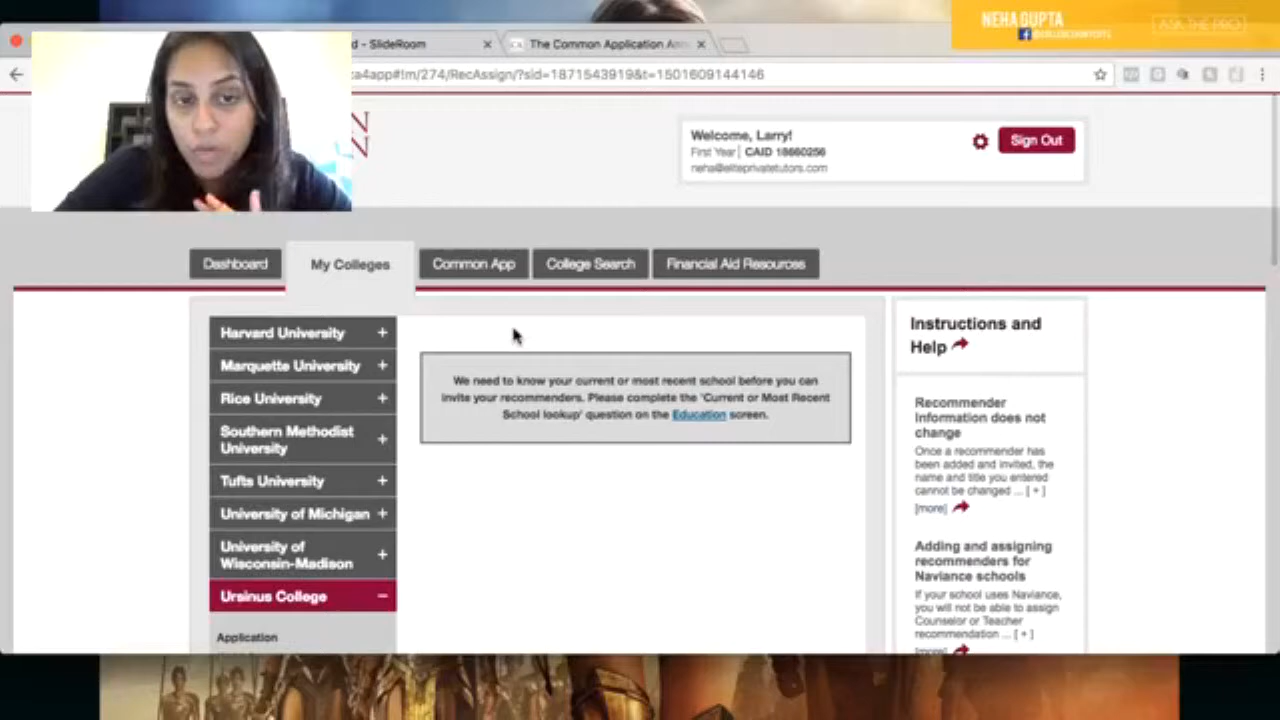 NEHA GUPTA
ASK THE PRO
d - SlideRoom
The Common Application Ann
a4app#!m/274/RecAssign/?sid=1871543919&t=1501609144146
Welcome, Larry!
First Year | CAID 18660256
neha@eliteprivatetutors.com
Sign Out
Dashboard
My Colleges
Common App
College Search
Financial Aid Resources
Harvard University +
Marquette University +
Rice University +
Southern Methodist
University +
Tufts University +
University of Michigan +
University of
Wisconsin-Madison +
Ursinus College −
Application
We need to know your current or most recent school before you can
invite your recommenders. Please complete the 'Current or Most Recent
School lookup' question on the Education screen.
Instructions and
Help
Recommender
Information does not
change
Once a recommender has
been added and invited, the
name and title you entered
cannot be changed ... [ + ]
[more]
Adding and assigning
recommenders for
Naviance schools
If your school uses Naviance,
you will not be able to assign
Counselor or Teacher
recommendation ... [ + ]
[more]